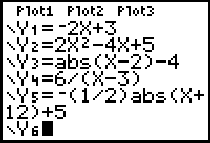 Plot1 Plot2 Plot3
\Y1=-2X+3
\Y2=2X²-4X+5
\Y3=abs(X-2)-4
\Y4=6/(X-3)
\Y5=-(1/2)abs(X+
12)+5
\Y6